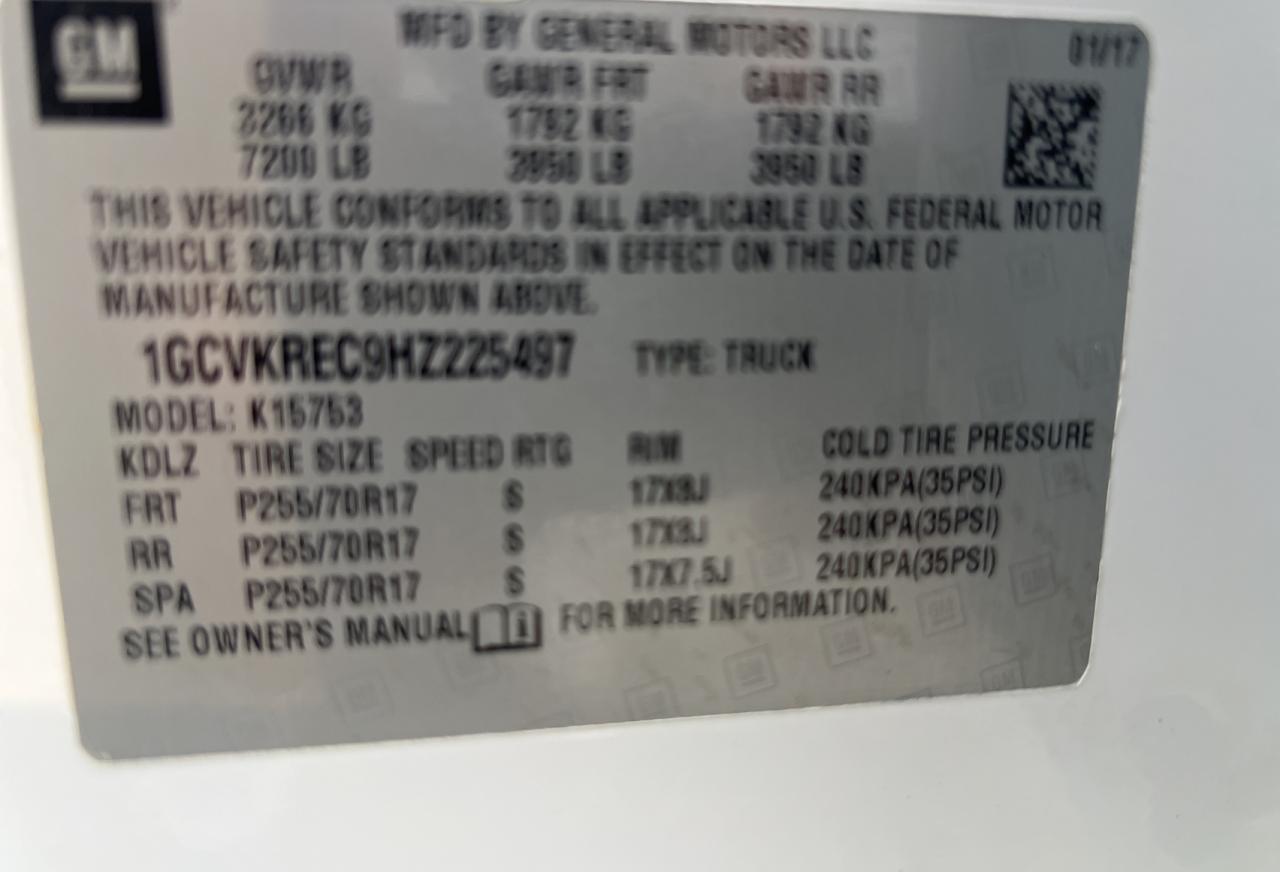 GM
MFD BY GENERAL MOTORS LLC 01/17
GVWR GAWR FRT GAWR RR
3266 KG 1792 KG 1792 KG
7200 LB 3950 LB 3950 LB
THIS VEHICLE CONFORMS TO ALL APPLICABLE U.S. FEDERAL MOTOR
VEHICLE SAFETY STANDARDS IN EFFECT ON THE DATE OF
MANUFACTURE SHOWN ABOVE.
1GCVKREC9HZ225497 TYPE: TRUCK
MODEL: K15753
KDLZ TIRE SIZE SPEED RTG RIM COLD TIRE PRESSURE
FRT P255/70R17 S 17X8J 240KPA(35PSI)
RR P255/70R17 S 17X8J 240KPA(35PSI)
SPA P255/70R17 S 17X7.5J 240KPA(35PSI)
SEE OWNER'S MANUAL FOR MORE INFORMATION.